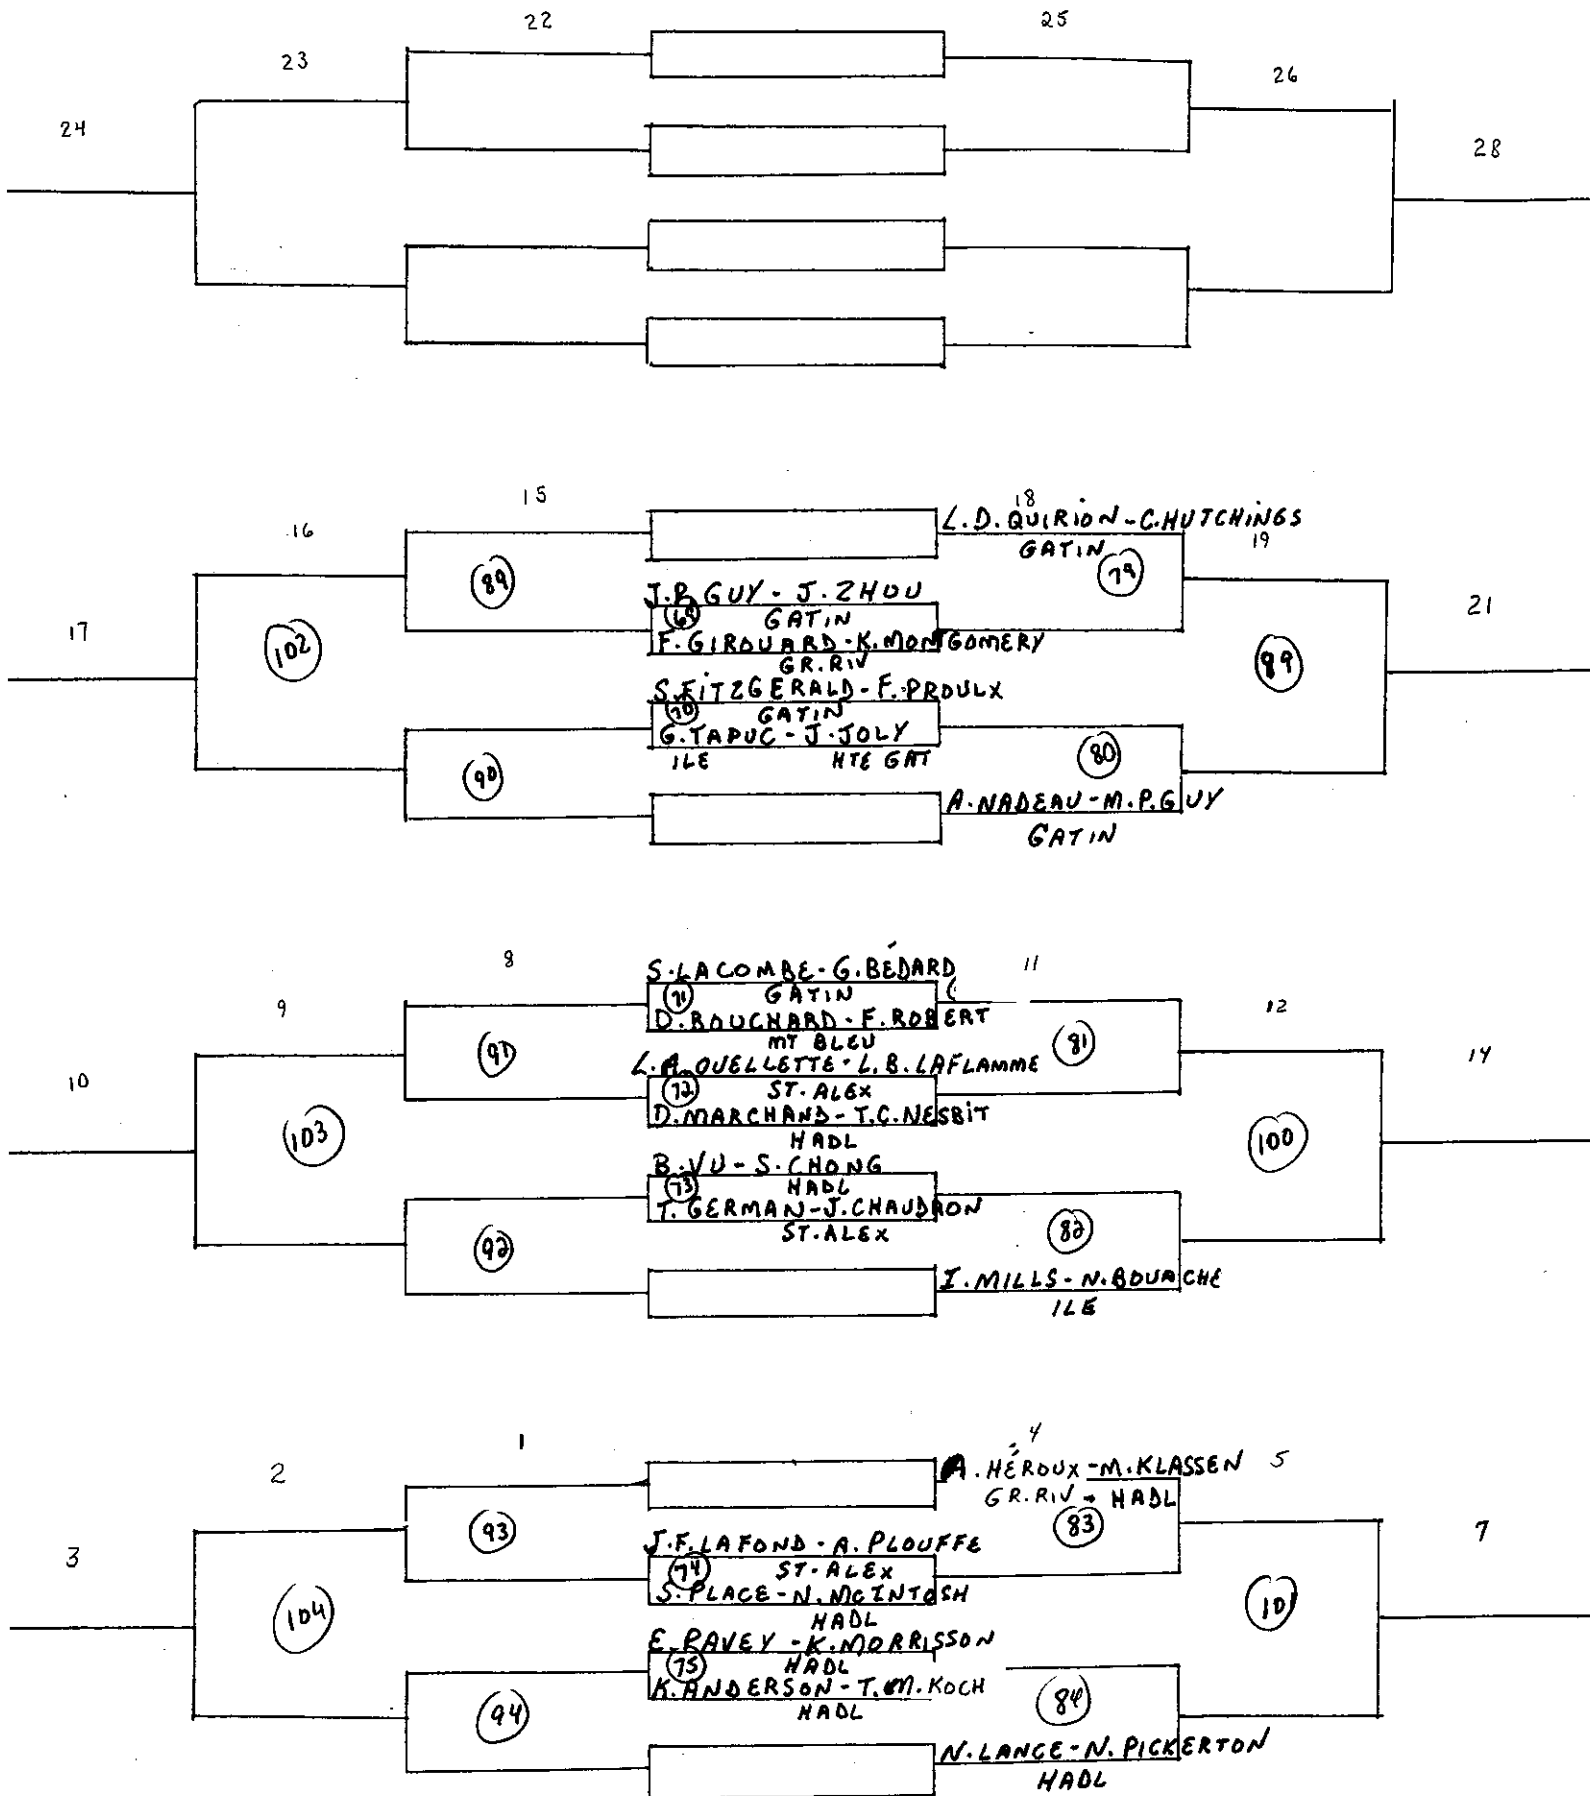 22
25
23
26
24
28
15
18
L.D. QUIRION - C. HUTCHINGS
16
GATIN
19
89
79
J.P. GUY - J. ZHOU
69 GATIN
17
21
F. GIROUARD - K. MONTGOMERY
102
GR. RIV
89
S. FITZGERALD - F. PROULX
70 GATIN
G. TAPUC - J. JOLY
ILE HTE GAT
90
80
A. NADEAU - M.P. GUY
GATIN
8
11
S. LACOMBE - G. BÉDARD
9
71 GATIN
12
D. BOUCHARD - F. ROBERT
MT BLEU
91
81
L.A. OUELLETTE - L.B. LAFLAMME
10
14
72 ST. ALEX
D. MARCHAND - T.C. NESBIT
103
HADL
100
B. VU - S. CHONG
73 HADL
T. GERMAN - J. CHAUDRON
ST. ALEX
92
82
I. MILLS - N. BOUACHE
ILE
1
4
2
A. HÉROUX - M. KLASSEN
5
GR. RIV - HADL
93
83
J.F. LAFOND - A. PLOUFFE
3
7
74 ST. ALEX
S. PLACE - N. MCINTOSH
104
HADL
101
E. PAVEY - K. MORRISSON
75 HADL
K. ANDERSON - T.M. KOCH
HADL
94
84
N. LANCE - N. PICKERTON
HADL